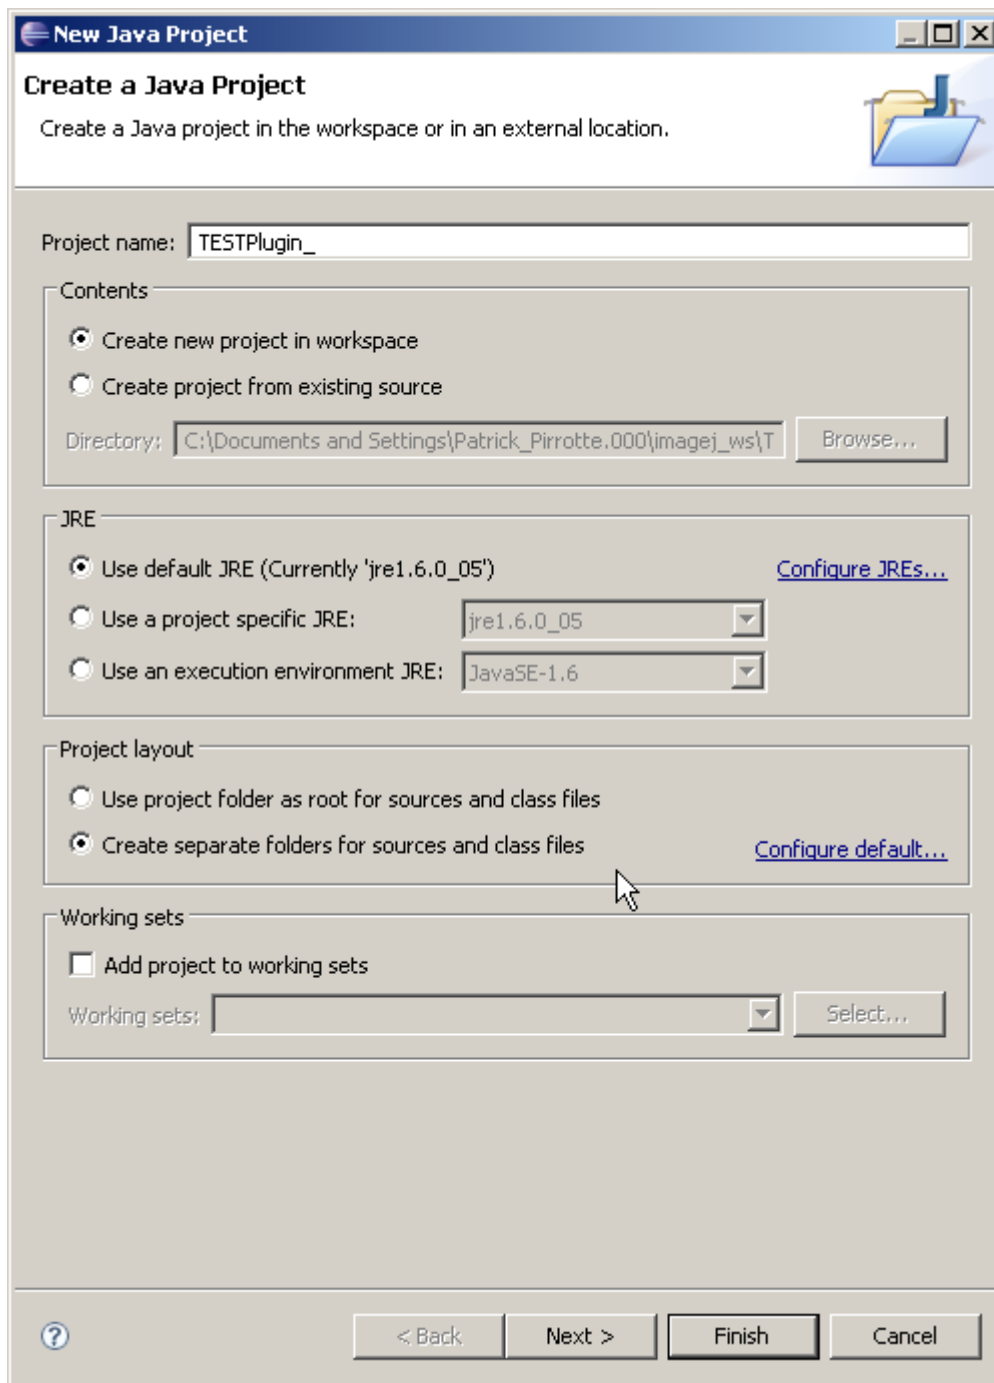 New Java Project
Create a Java Project
Create a Java project in the workspace or in an external location.
Project name: TESTPlugin_
Contents
Create new project in workspace
Create project from existing source
Directory: C:\Documents and Settings\Patrick_Pirrotte.000\imagej_ws\T Browse...
JRE
Use default JRE (Currently 'jre1.6.0_05') Configure JREs...
Use a project specific JRE: jre1.6.0_05
Use an execution environment JRE: JavaSE-1.6
Project layout
Use project folder as root for sources and class files
Create separate folders for sources and class files Configure default...
Working sets
Add project to working sets
Working sets: Select...
? < Back Next > Finish Cancel